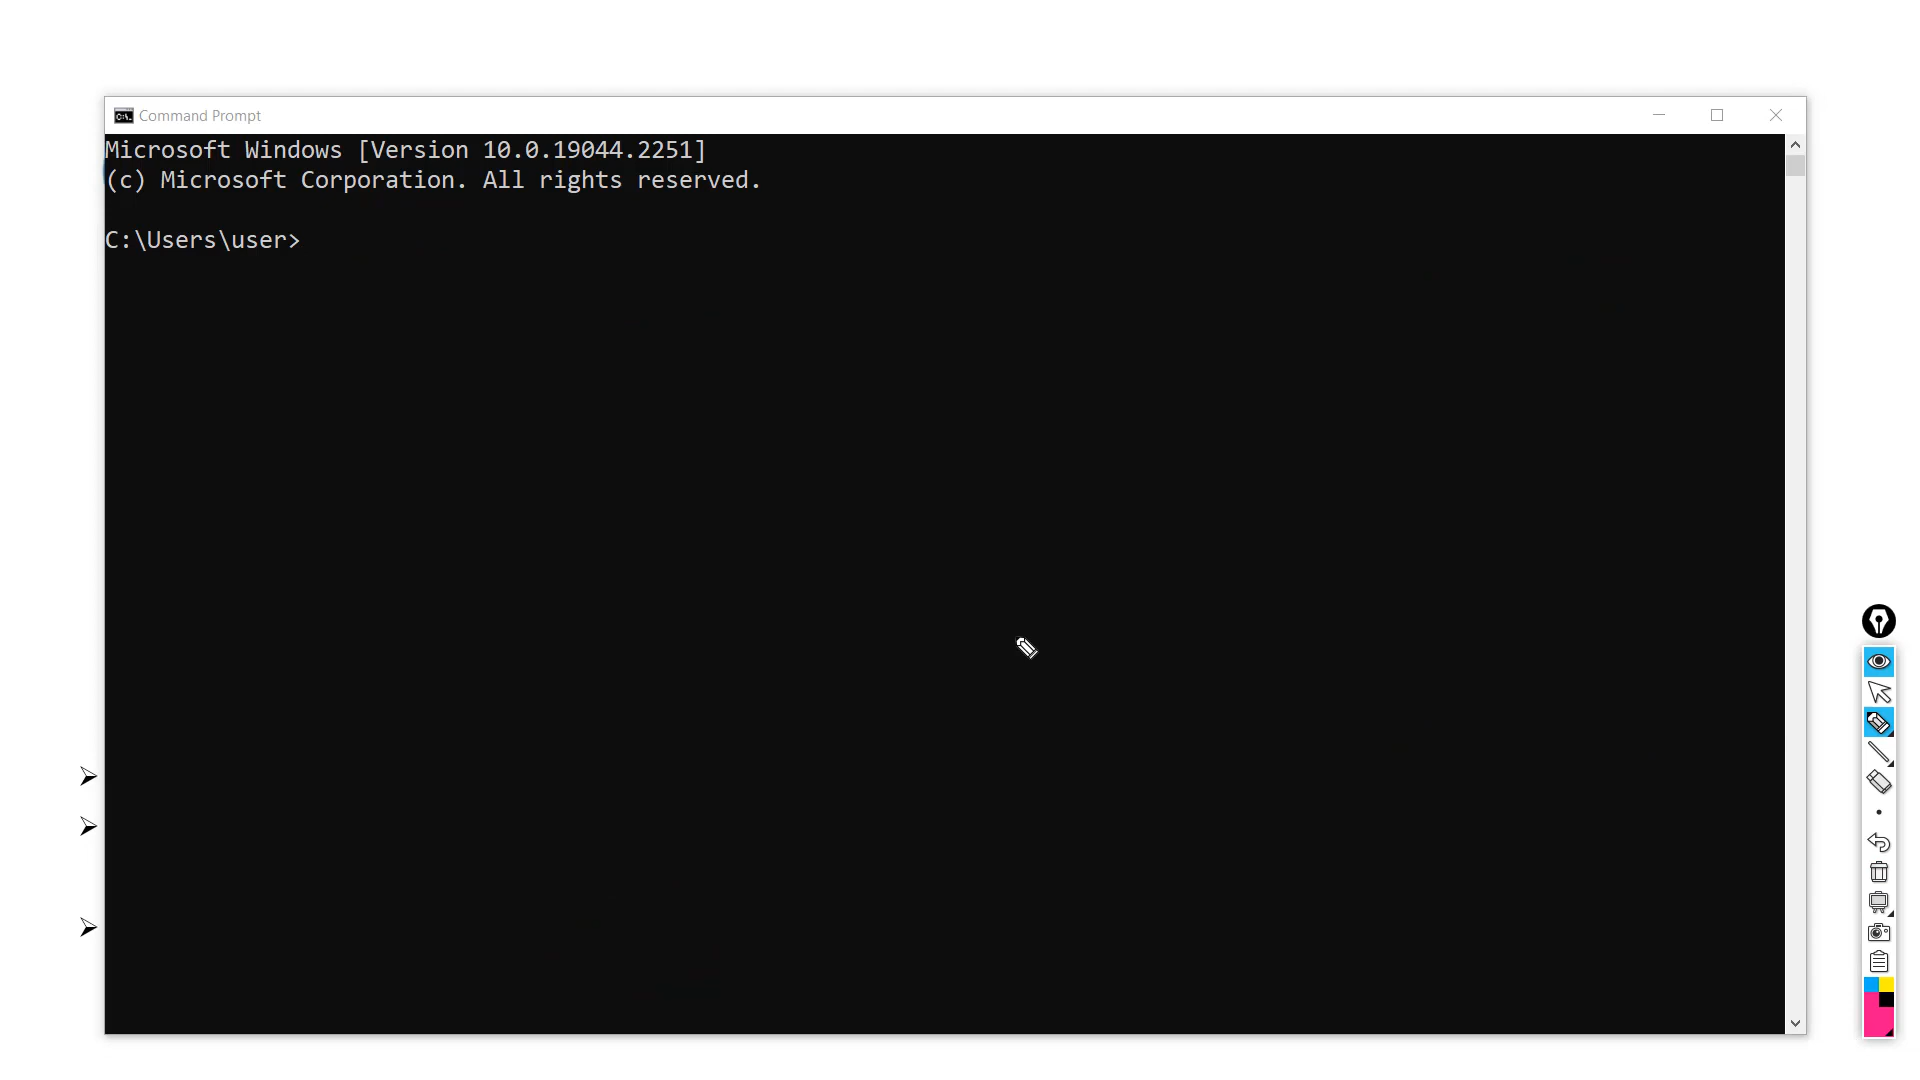 Command Prompt
Microsoft Windows [Version 10.0.19044.2251]
(c) Microsoft Corporation. All rights reserved.
C:\Users\user>